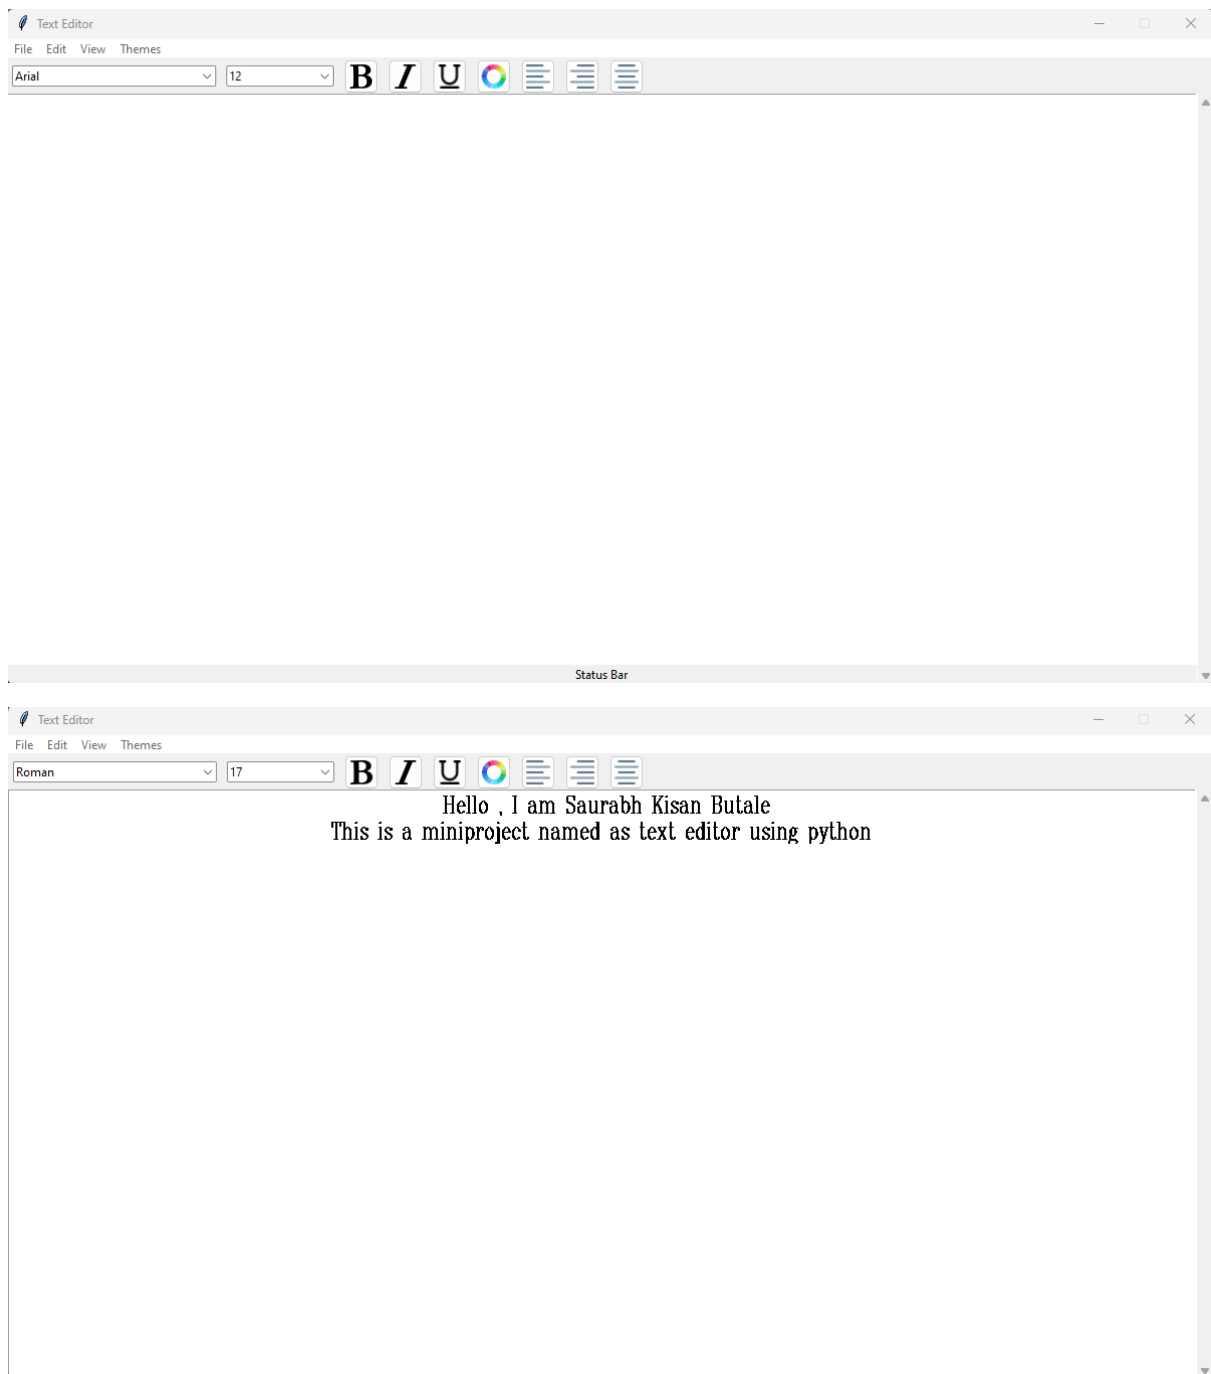 Text Editor
File Edit View Themes
Arial 12 B I U
Status Bar
Text Editor
File Edit View Themes
Roman 17 B I U
Hello , I am Saurabh Kisan Butale
This is a miniproject named as text editor using python